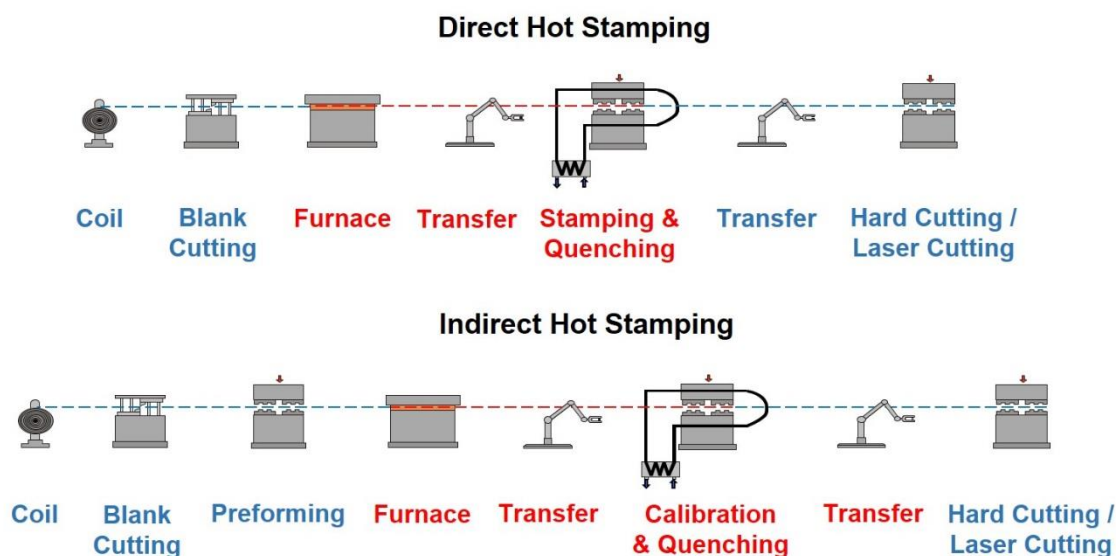 Direct Hot Stamping
Coil
Blank
Cutting
Furnace
Transfer
Stamping &
Quenching
Transfer
Hard Cutting /
Laser Cutting
Indirect Hot Stamping
Coil
Blank
Cutting
Preforming
Furnace
Transfer
Calibration
& Quenching
Transfer
Hard Cutting /
Laser Cutting